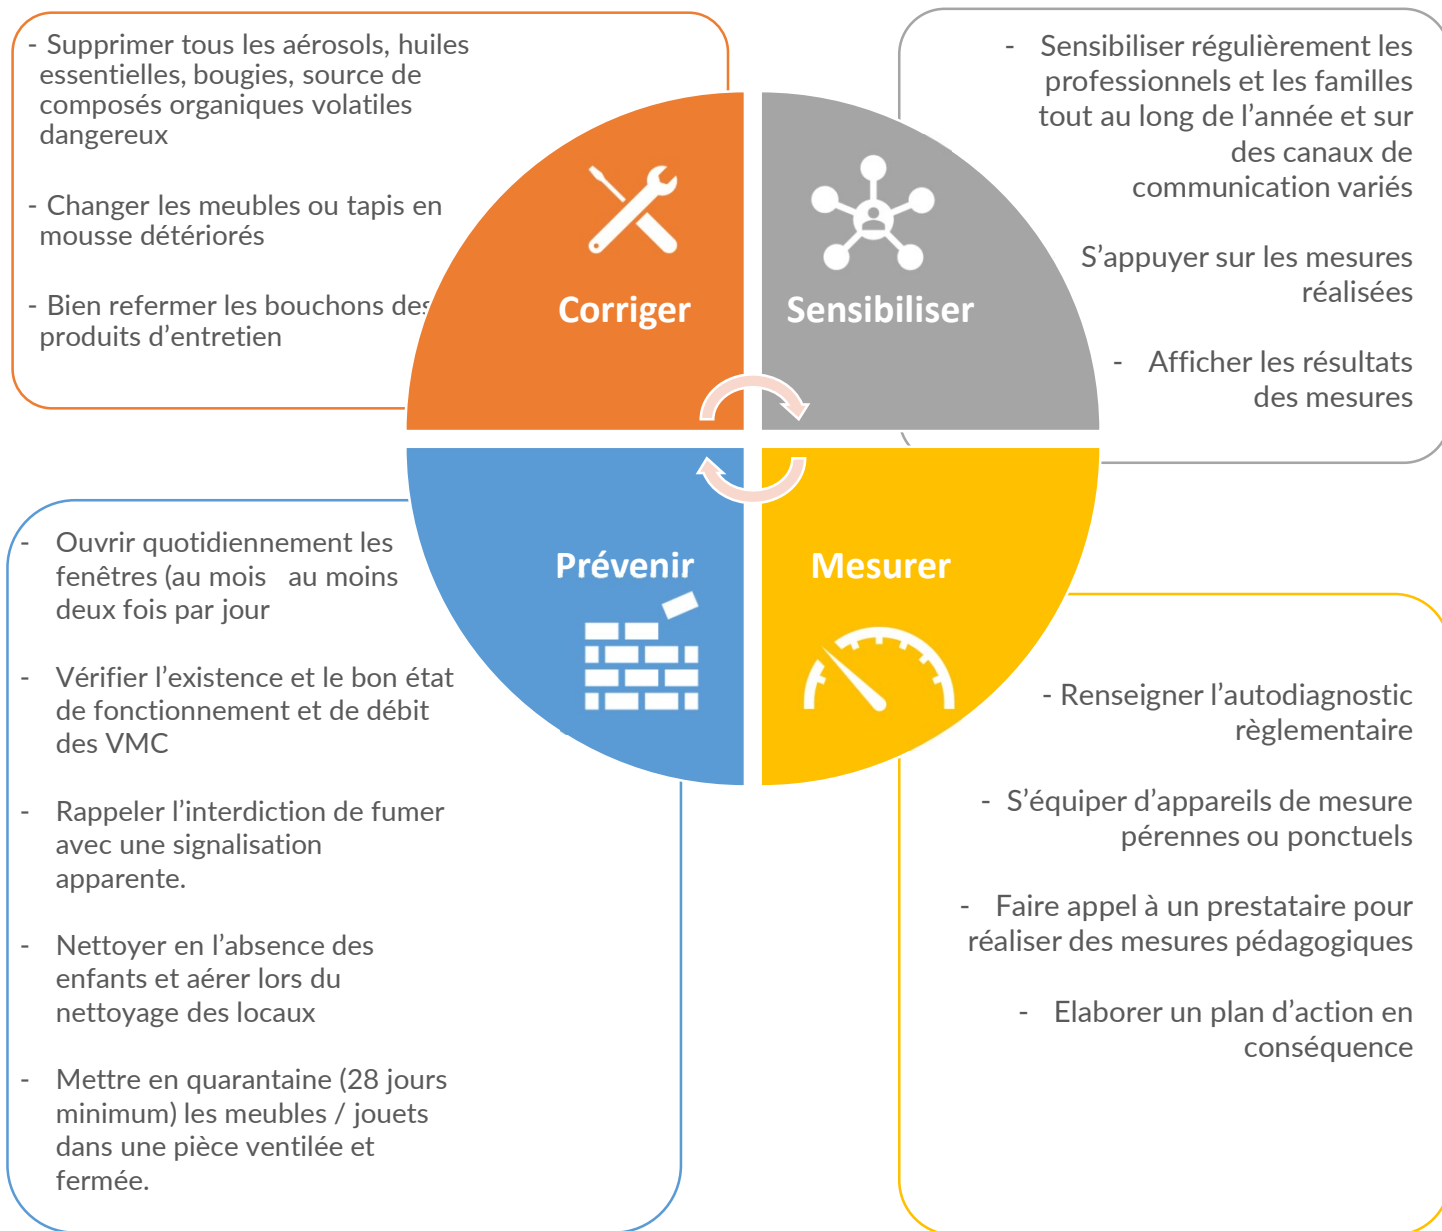 - Supprimer tous les aérosols, huiles
essentielles, bougies, source de
composés organiques volatiles
dangereux
- Changer les meubles ou tapis en
mousse détériorés
- Bien refermer les bouchons des
produits d’entretien
Corriger
- Sensibiliser régulièrement les
professionnels et les familles
tout au long de l’année et sur
des canaux de
communication variés
S’appuyer sur les mesures
réalisées
- Afficher les résultats
des mesures
Sensibiliser
Prévenir
- Ouvrir quotidiennement les
fenêtres (au mois au moins
deux fois par jour
- Vérifier l’existence et le bon état
de fonctionnement et de débit
des VMC
- Rappeler l’interdiction de fumer
avec une signalisation
apparente.
- Nettoyer en l’absence des
enfants et aérer lors du
nettoyage des locaux
- Mettre en quarantaine (28 jours
minimum) les meubles / jouets
dans une pièce ventilée et
fermée.
Mesurer
- Renseigner l’autodiagnostic
règlementaire
- S’équiper d’appareils de mesure
pérennes ou ponctuels
- Faire appel à un prestataire pour
réaliser des mesures pédagogiques
- Elaborer un plan d’action en
conséquence